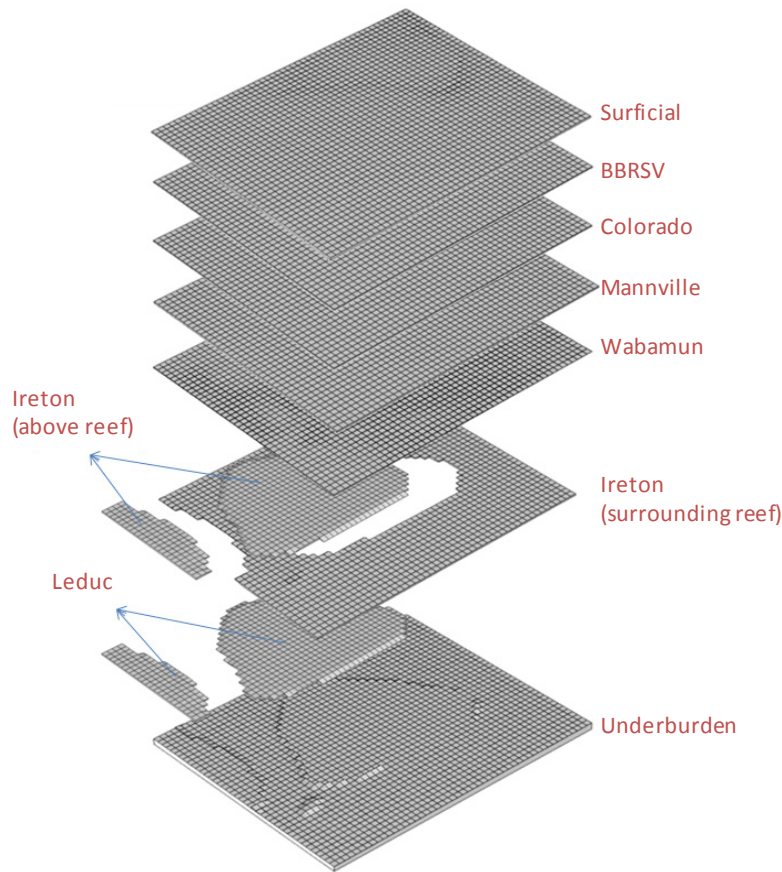 Surficial
BBRSV
Colorado
Mannville
Wabamun
Ireton
(above reef)
Ireton
(surrounding reef)
Leduc
Underburden